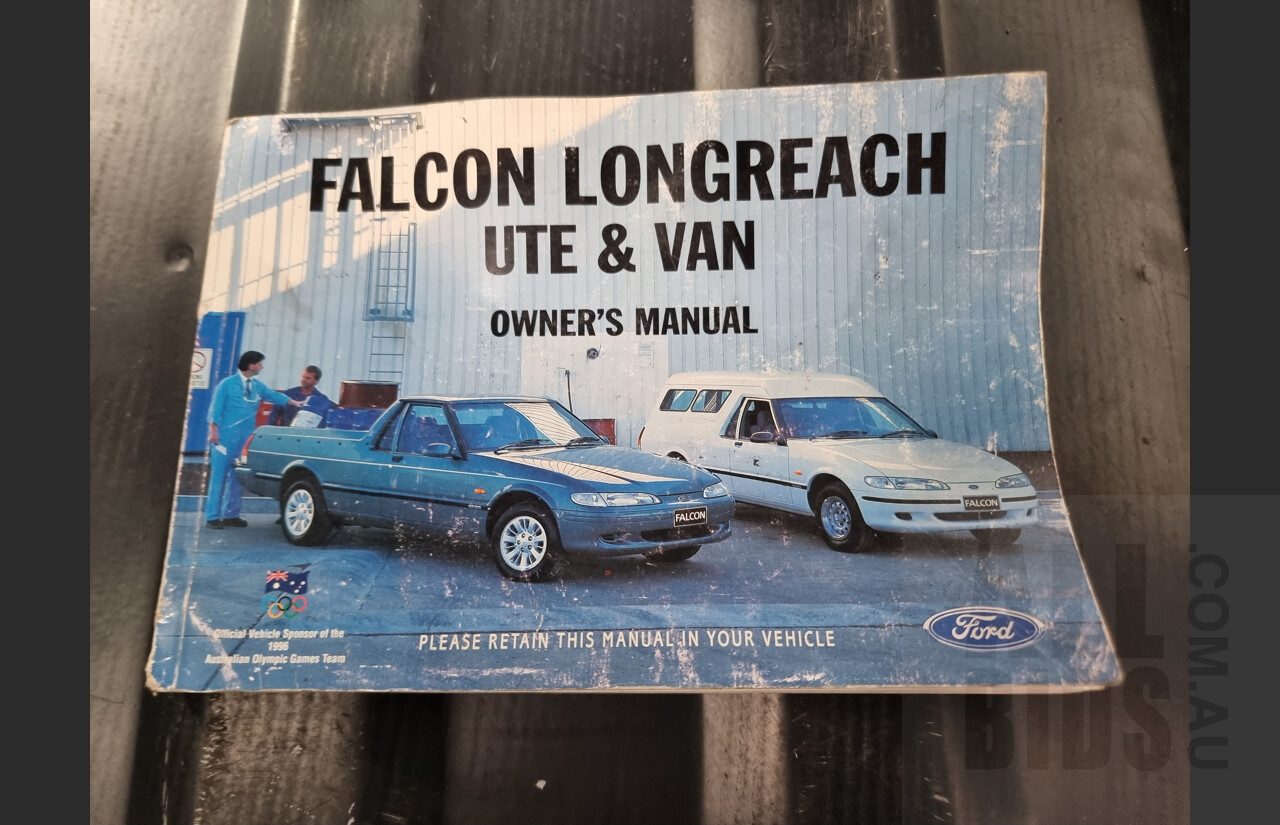 FALCON LONGREACH
UTE & VAN
OWNER'S MANUAL
FALCON
FALCON
Official Vehicle Sponsor of the
1996
Australian Olympic Games Team
PLEASE RETAIN THIS MANUAL IN YOUR VEHICLE
Ford
BIDS
.COM.AU